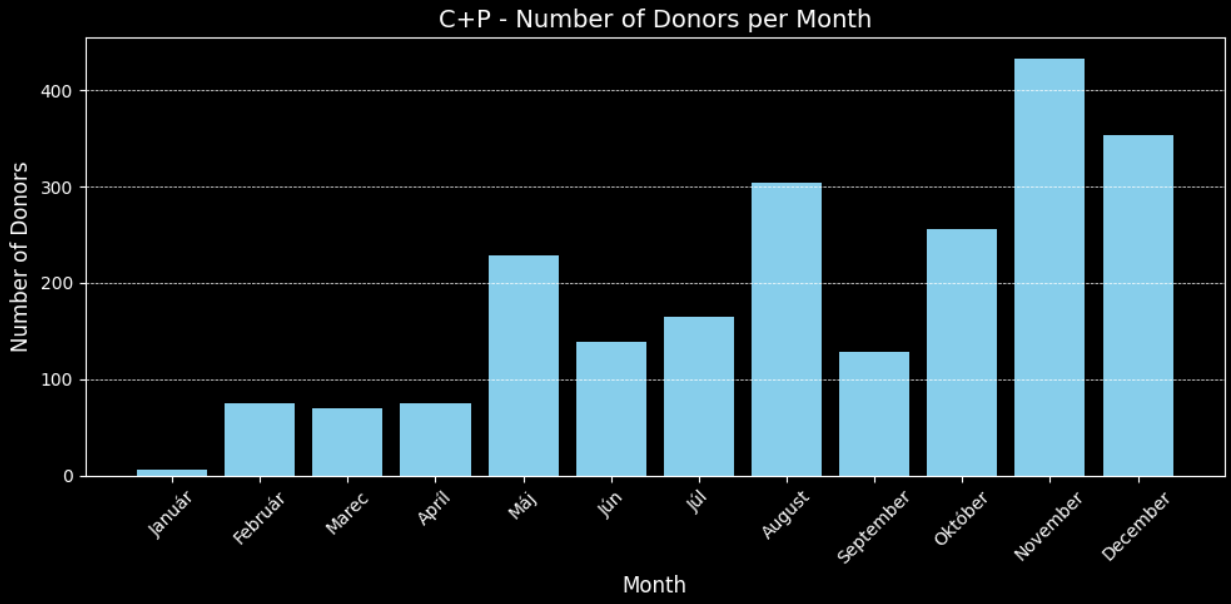 C+P - Number of Donors per Month
Number of Donors
400
300
200
100
0
Január
Február
Marec
Apríl
Máj
Jún
Júl
August
September
Október
November
December
Month